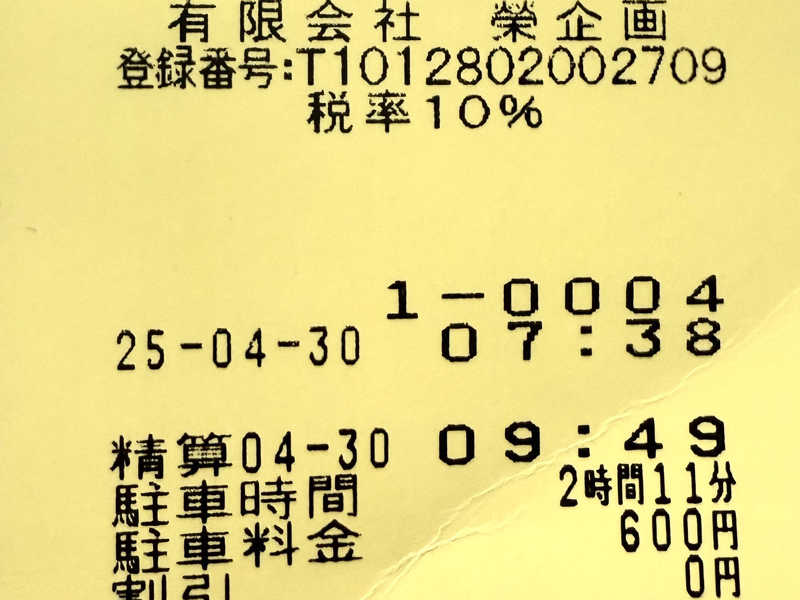 有限会社 榮企画
登録番号:T1012802002709
税率10%
1-0004
25-04-30 07:38
精算04-30 09:49
駐車時間 2時間11分
駐車料金 600円
割引 0円